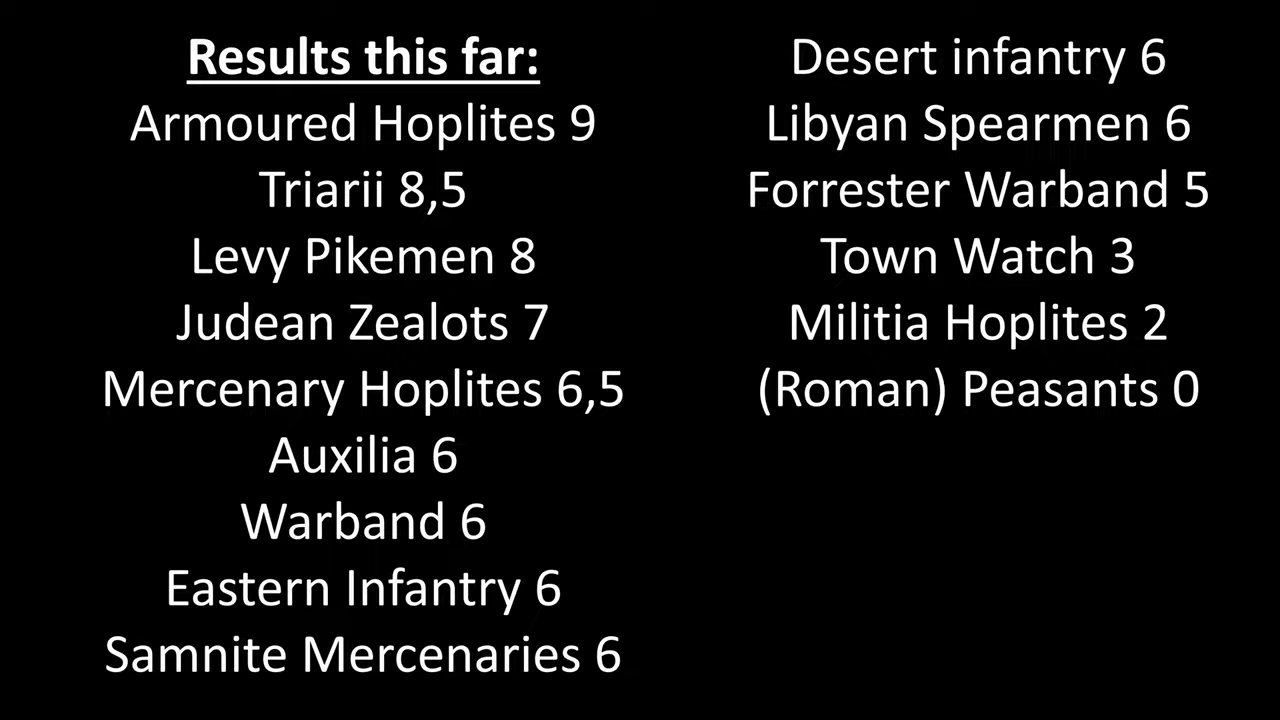 Results this far:
Armoured Hoplites 9
Triarii 8,5
Levy Pikemen 8
Judean Zealots 7
Mercenary Hoplites 6,5
Auxilia 6
Warband 6
Eastern Infantry 6
Samnite Mercenaries 6
Desert infantry 6
Libyan Spearmen 6
Forrester Warband 5
Town Watch 3
Militia Hoplites 2
(Roman) Peasants 0